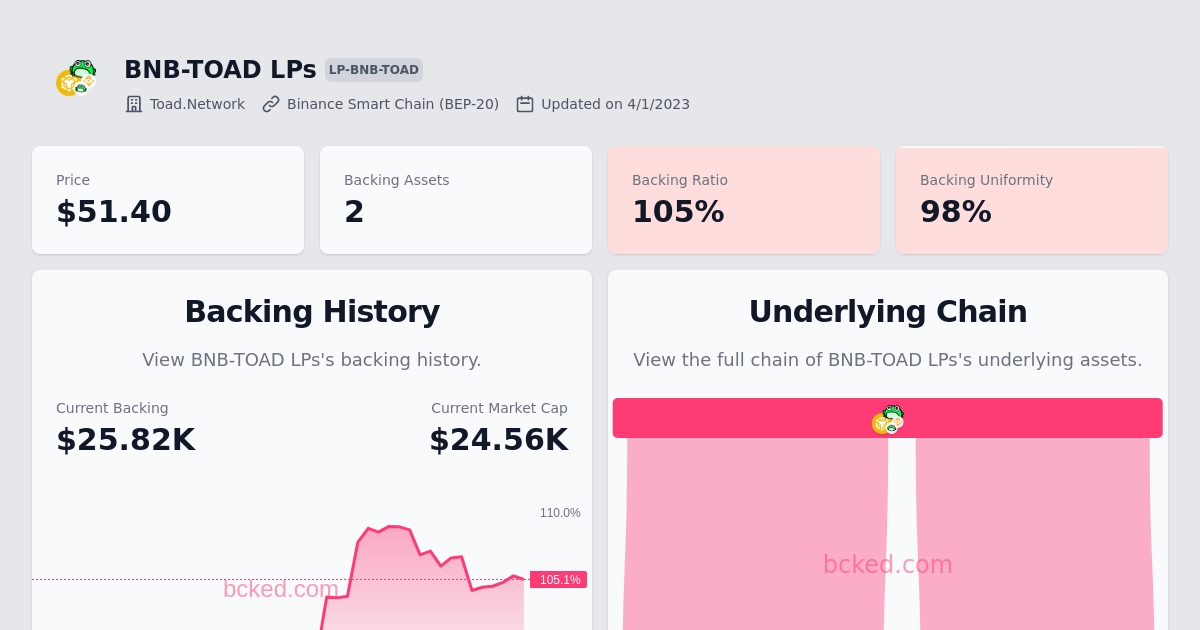 BNB-TOAD LPs LP-BNB-TOAD
Toad.Network Binance Smart Chain (BEP-20) Updated on 4/1/2023
Price
$51.40
Backing Assets
2
Backing Ratio
105%
Backing Uniformity
98%
Backing History
View BNB-TOAD LPs's backing history.
Current Backing
$25.82K
Current Market Cap
$24.56K
110.0%
105.1%
bcked.com
Underlying Chain
View the full chain of BNB-TOAD LPs's underlying assets.
bcked.com